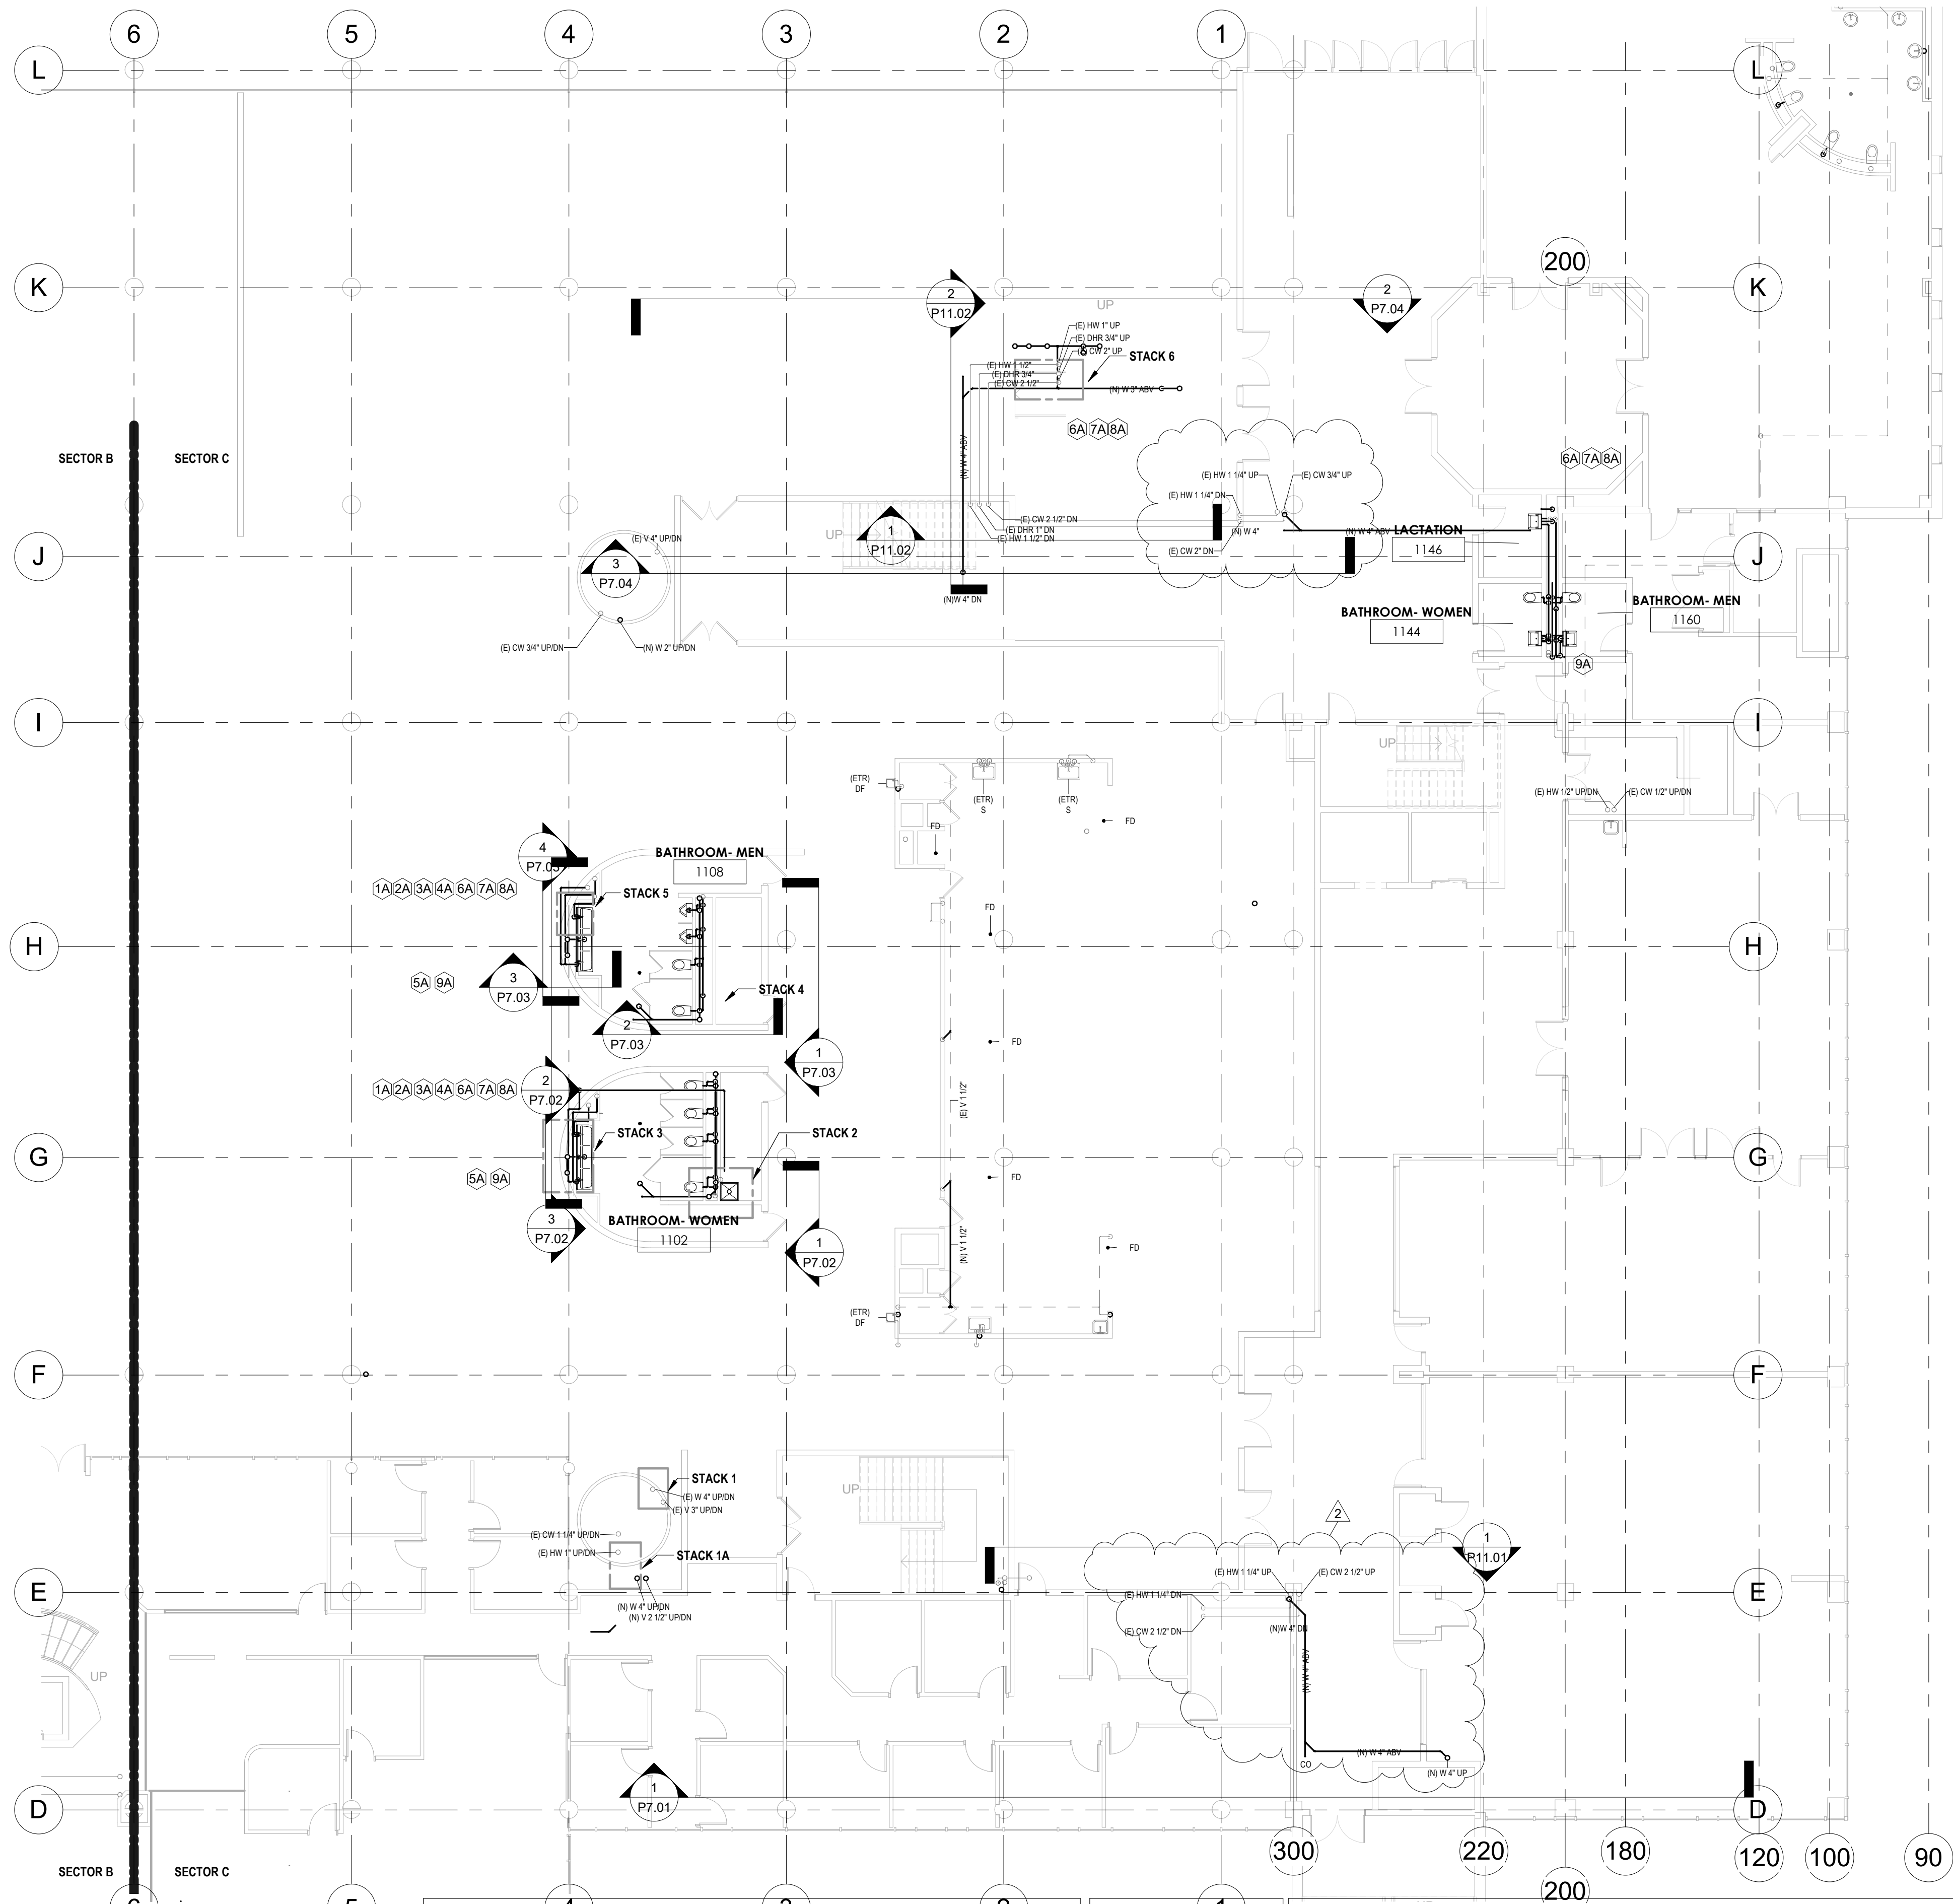 6 5 4 3 2 1
L L
200
K K
2
P11.02
2
P7.04
UP
(E) HW 1" UP
(E) DHR 3/4" UP
(E) CW 2" UP
STACK 6
(E) HW 1 1/2"
(E) DHR 3/4"
(E) CW 2 1/2"
(N) W 3" ABV
6A 7A 8A
(N) W 4" ABV
SECTOR B SECTOR C
6A 7A 8A
(E) HW 1 1/4" UP
(E) CW 3/4" UP
(E) HW 1 1/4" DN
(E) CW 2 1/2" DN
(E) DHR 1" DN
(E) HW 1 1/2" DN
UP
1
P11.02
(N) W 4"
(N) W 4" ABV
LACTATION
1146
(E) CW 2" DN
(E) V 4" UP/DN
J J
3
P7.04
(N)W 4" DN
BATHROOM- WOMEN
1144
BATHROOM- MEN
1160
(E) CW 3/4" UP/DN
(N) W 2" UP/DN
9A
I I
UP
(ETR)
DF
(ETR)
S
(ETR)
S
(E) HW 1/2" UP/DN
(E) CW 1/2" UP/DN
FD
FD
4
P7.03
BATHROOM- MEN
1108
1A 2A 3A 4A 6A 7A 8A
STACK 5
FD
H H
5A 9A
3
P7.03
STACK 4
2
P7.03
FD
1
P7.03
1A 2A 3A 4A 6A 7A 8A
2
P7.02
(E) V 1 1/2"
STACK 3
STACK 2
G G
5A 9A
FD
BATHROOM- WOMEN
1102
3
P7.02
1
P7.02
(N) V 1 1/2"
FD
(ETR)
DF
F F
STACK 1
(E) W 4" UP/DN
(E) V 3" UP/DN
UP
2
(E) CW 1 1/4" UP/DN
(E) HW 1" UP/DN
STACK 1A
1
P11.01
(E) HW 1 1/4" UP
(E) CW 2 1/2" UP
E E
(E) HW 1 1/4" DN
(N) W 4" UP/DN
(N) V 2 1/2" UP/DN
(E) CW 2 1/2" DN
(N)W 4" DN
UP
(N) W 4" ABV
(N) W 4" ABV
CO
(N) W 4" UP
1
P7.01
D D
300 220 180 120 100 90
SECTOR B SECTOR C
200
6 5 4 3 2 1